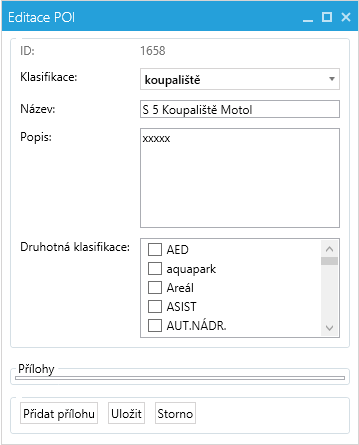 Editace POI
ID: 1658
Klasifikace: koupaliště
Název: S 5 Koupaliště Motol
Popis: xxxxx
Druhotná klasifikace: AED
aquapark
Areál
ASIST
AUT.NÁDR.
Přílohy
Přidat přílohu Uložit Storno